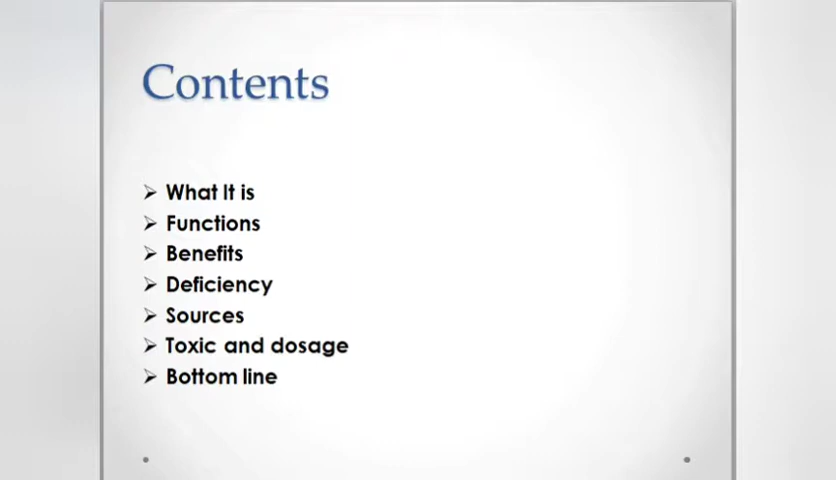 Contents
What It is
Functions
Benefits
Deficiency
Sources
Toxic and dosage
Bottom line